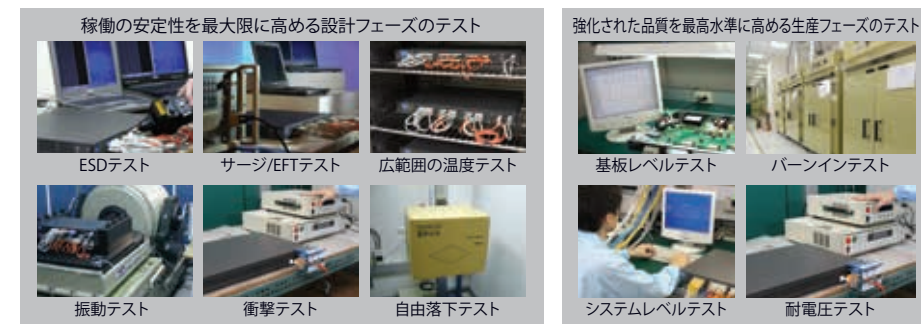 稼働の安定性を最大限に高める設計フェーズのテスト
ESDテスト
サージ/EFTテスト
広範囲の温度テスト
振動テスト
衝撃テスト
自由落下テスト
強化された品質を最高水準に高める生産フェーズのテスト
基板レベルテスト
バーンインテスト
システムレベルテスト
耐電圧テスト